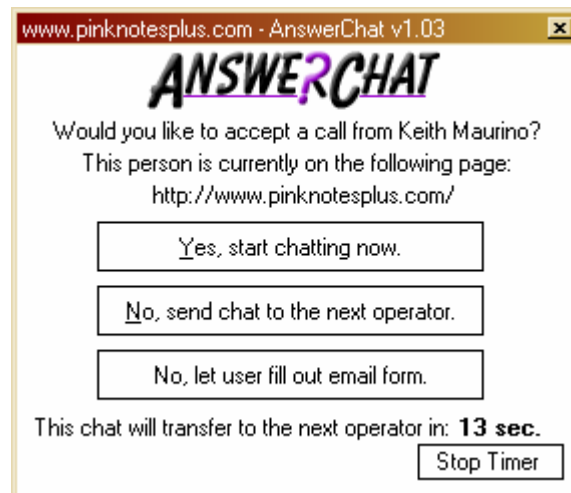 www.pinknotesplus.com - AnswerChat v1.03
ANSWE?CHAT
Would you like to accept a call from Keith Maurino?
This person is currently on the following page:
http://www.pinknotesplus.com/
Yes, start chatting now.
No, send chat to the next operator.
No, let user fill out email form.
This chat will transfer to the next operator in: 13 sec.
Stop Timer